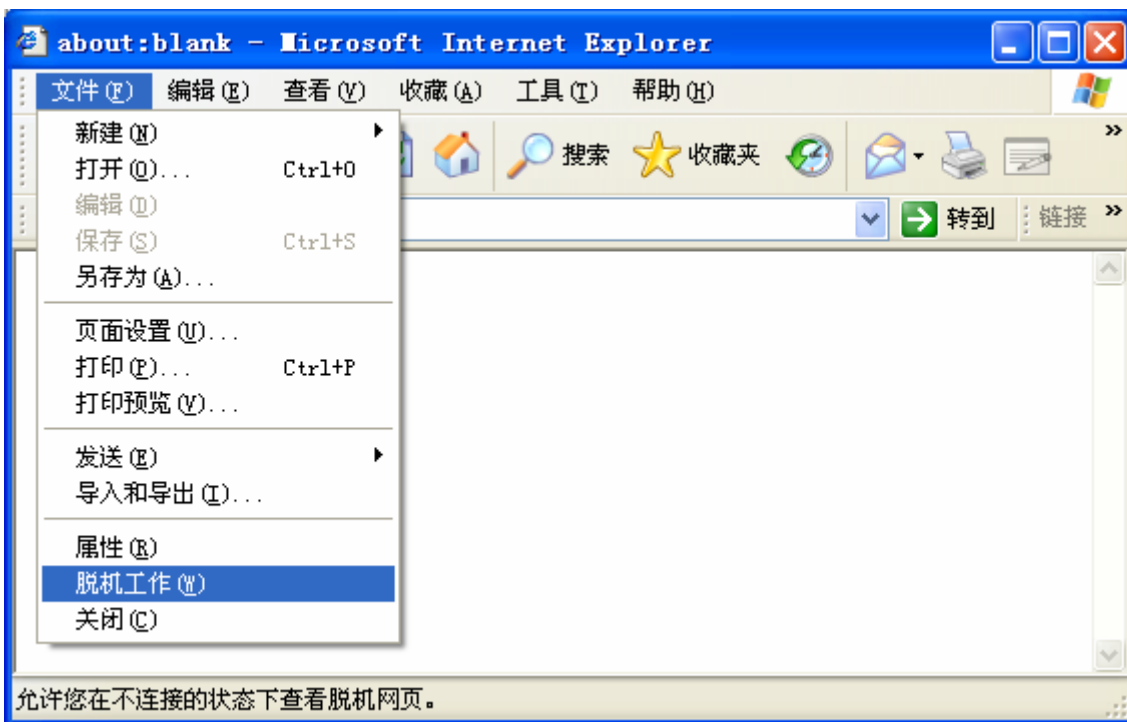 about:blank - Microsoft Internet Explorer
文件(F) 编辑(E) 查看(V) 收藏(A) 工具(T) 帮助(H)
搜索 收藏夹 »
转到 链接 »
新建(N)
打开(O)... Ctrl+O
编辑(D)
保存(S) Ctrl+S
另存为(A)...
页面设置(U)...
打印(P)... Ctrl+P
打印预览(V)...
发送(E)
导入和导出(I)...
属性(R)
脱机工作(W)
关闭(C)
允许您在不连接的状态下查看脱机网页。